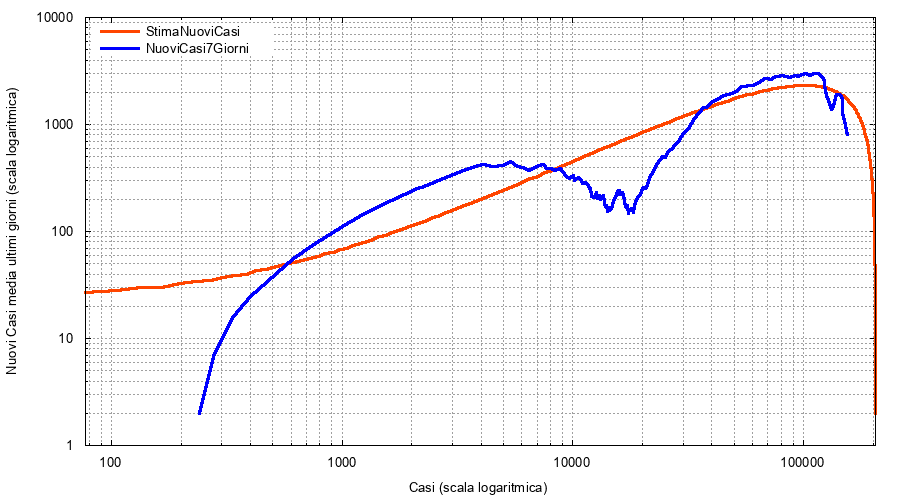 StimaNuoviCasi
NuoviCasi7Giorni
Nuovi Casi media ultimi giorni (scala logaritmica)
10000
1000
100
10
1
100 1000 10000 100000
Casi (scala logaritmica)